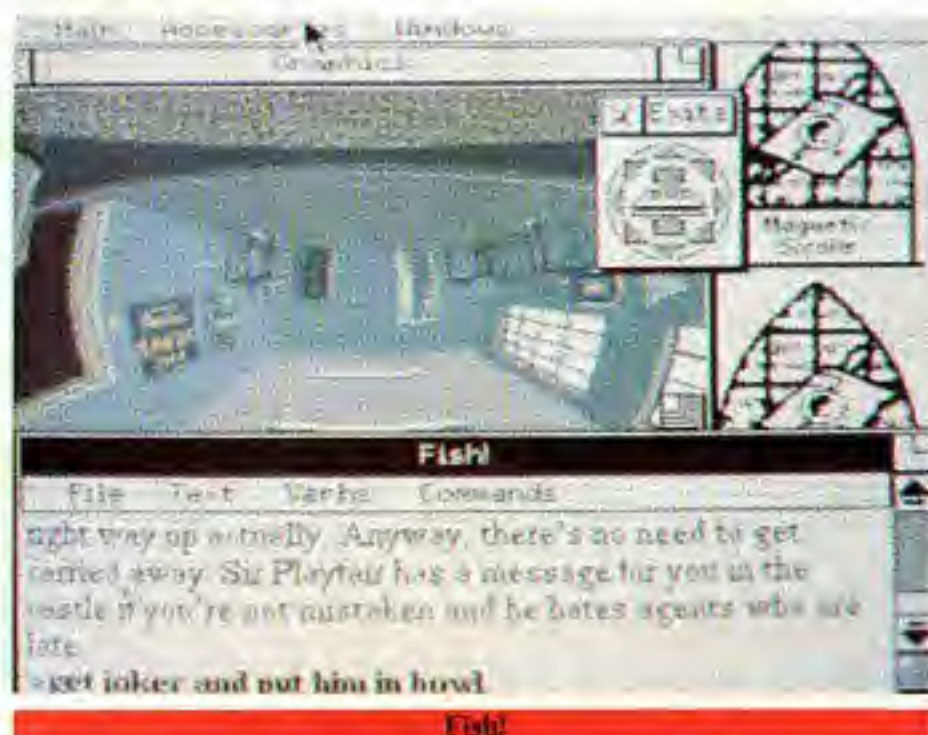 Main Accessories Windows
Graphics
Exits
Magnetic
Scrolls
Fish!
File Text Verbs Commands
right way up actually. Anyway, there's no need to get
carried away. Sir Playfair has a message for you in the
castle if you're not mistaken and he hates agents who are
late.
>get joker and put him in bowl
Fish!